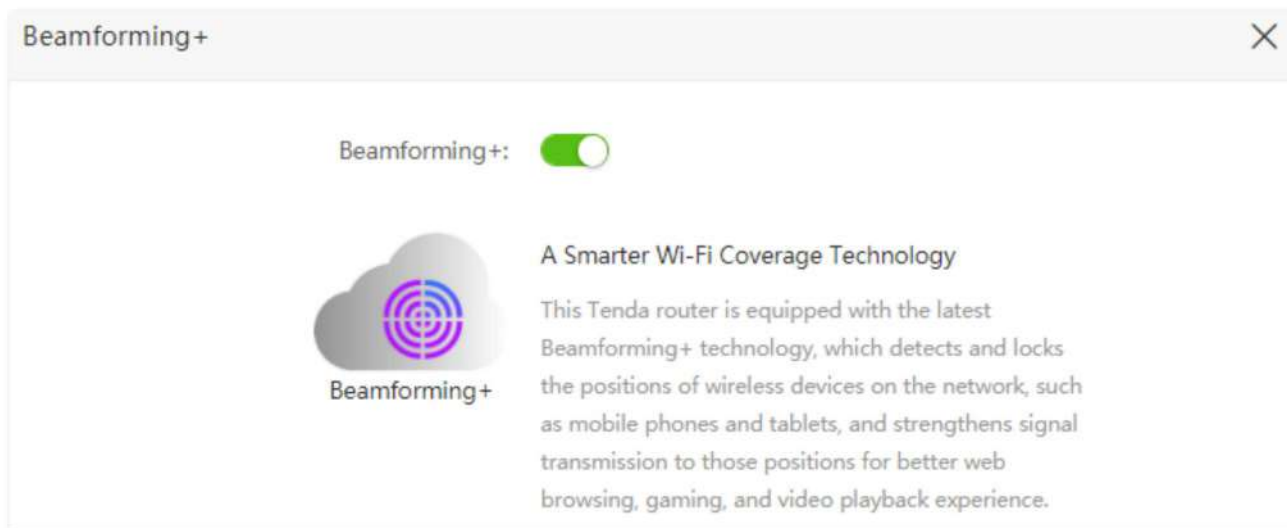 Beamforming+
Beamforming+:
Beamforming+
A Smarter Wi-Fi Coverage Technology
This Tenda router is equipped with the latest
Beamforming+ technology, which detects and locks
the positions of wireless devices on the network, such
as mobile phones and tablets, and strengthens signal
transmission to those positions for better web
browsing, gaming, and video playback experience.